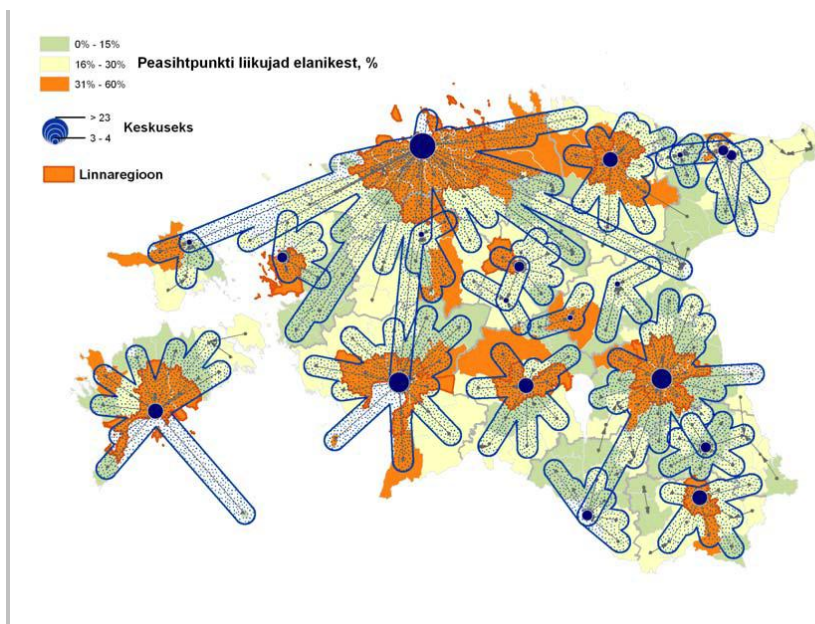 0% - 15%
16% - 30%
31% - 60%
Peasihtpunkti liikujad elanikest, %
> 23
3 - 4
Keskuseks
Linnaregioon